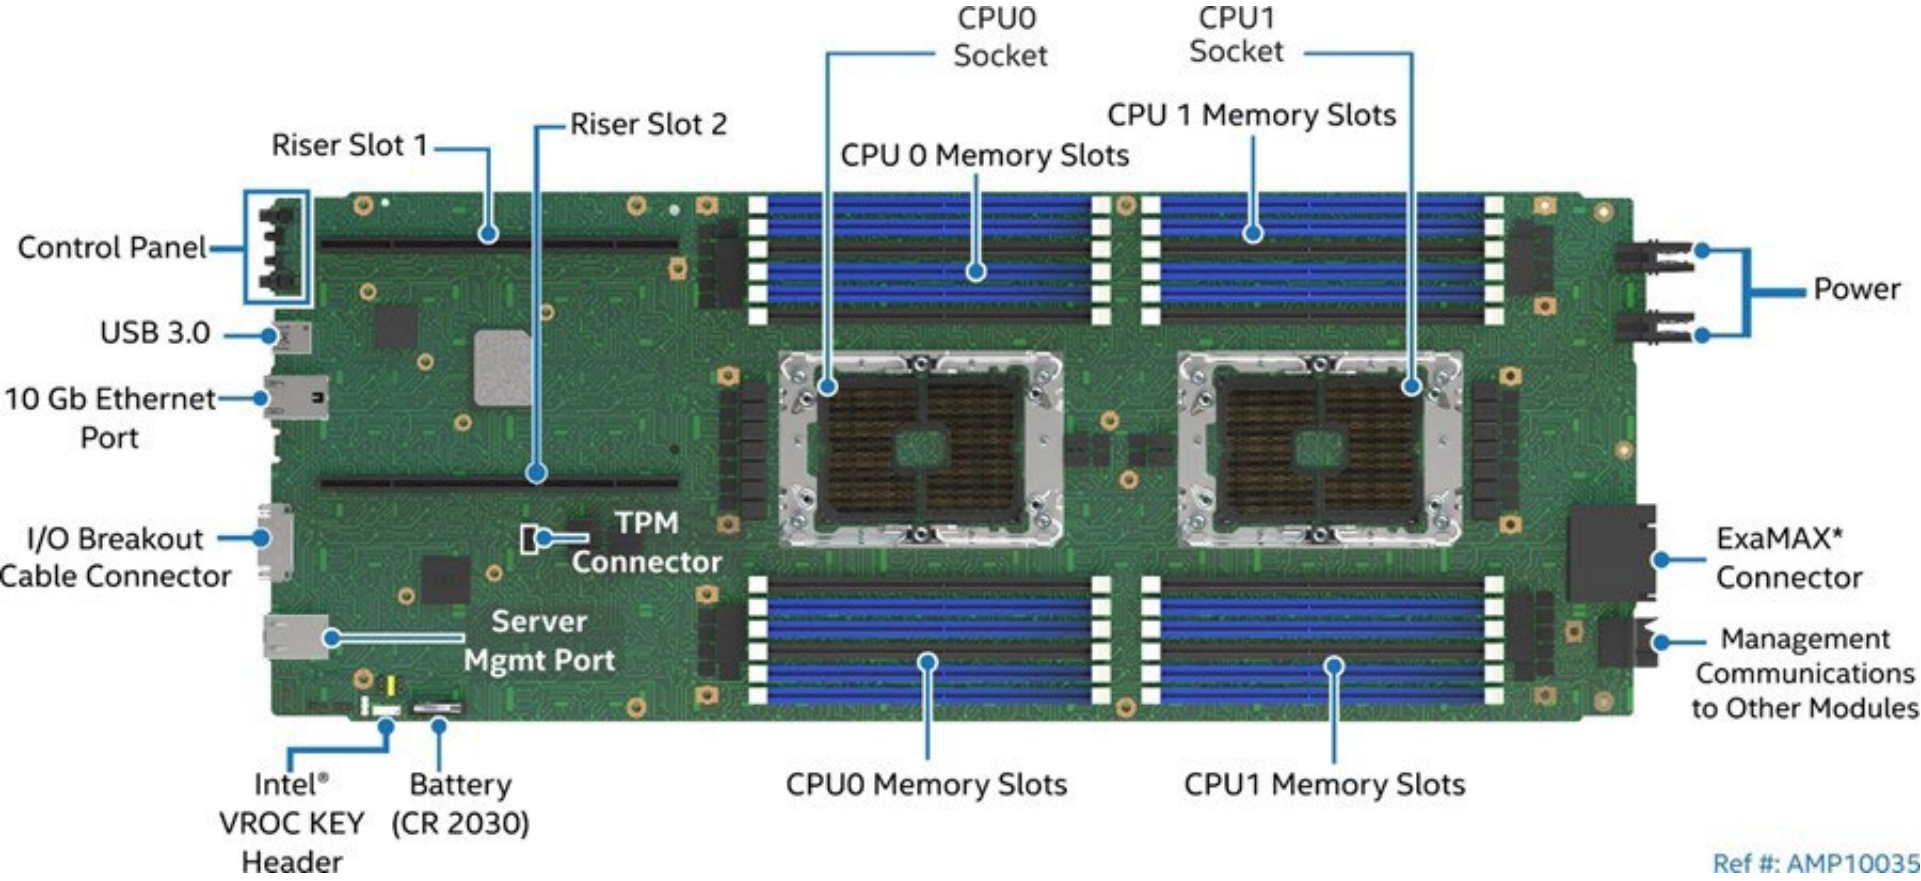 CPU0
Socket
CPU1
Socket
CPU 1 Memory Slots
Riser Slot 2
Riser Slot 1
CPU 0 Memory Slots
Control Panel
Power
USB 3.0
10 Gb Ethernet
Port
I/O Breakout
Cable Connector
TPM
Connector
ExaMAX*
Connector
Server
Mgmt Port
Management
Communications
to Other Modules
Intel®
VROC KEY
Header
Battery
(CR 2030)
CPU0 Memory Slots
CPU1 Memory Slots
Ref #: AMP10035